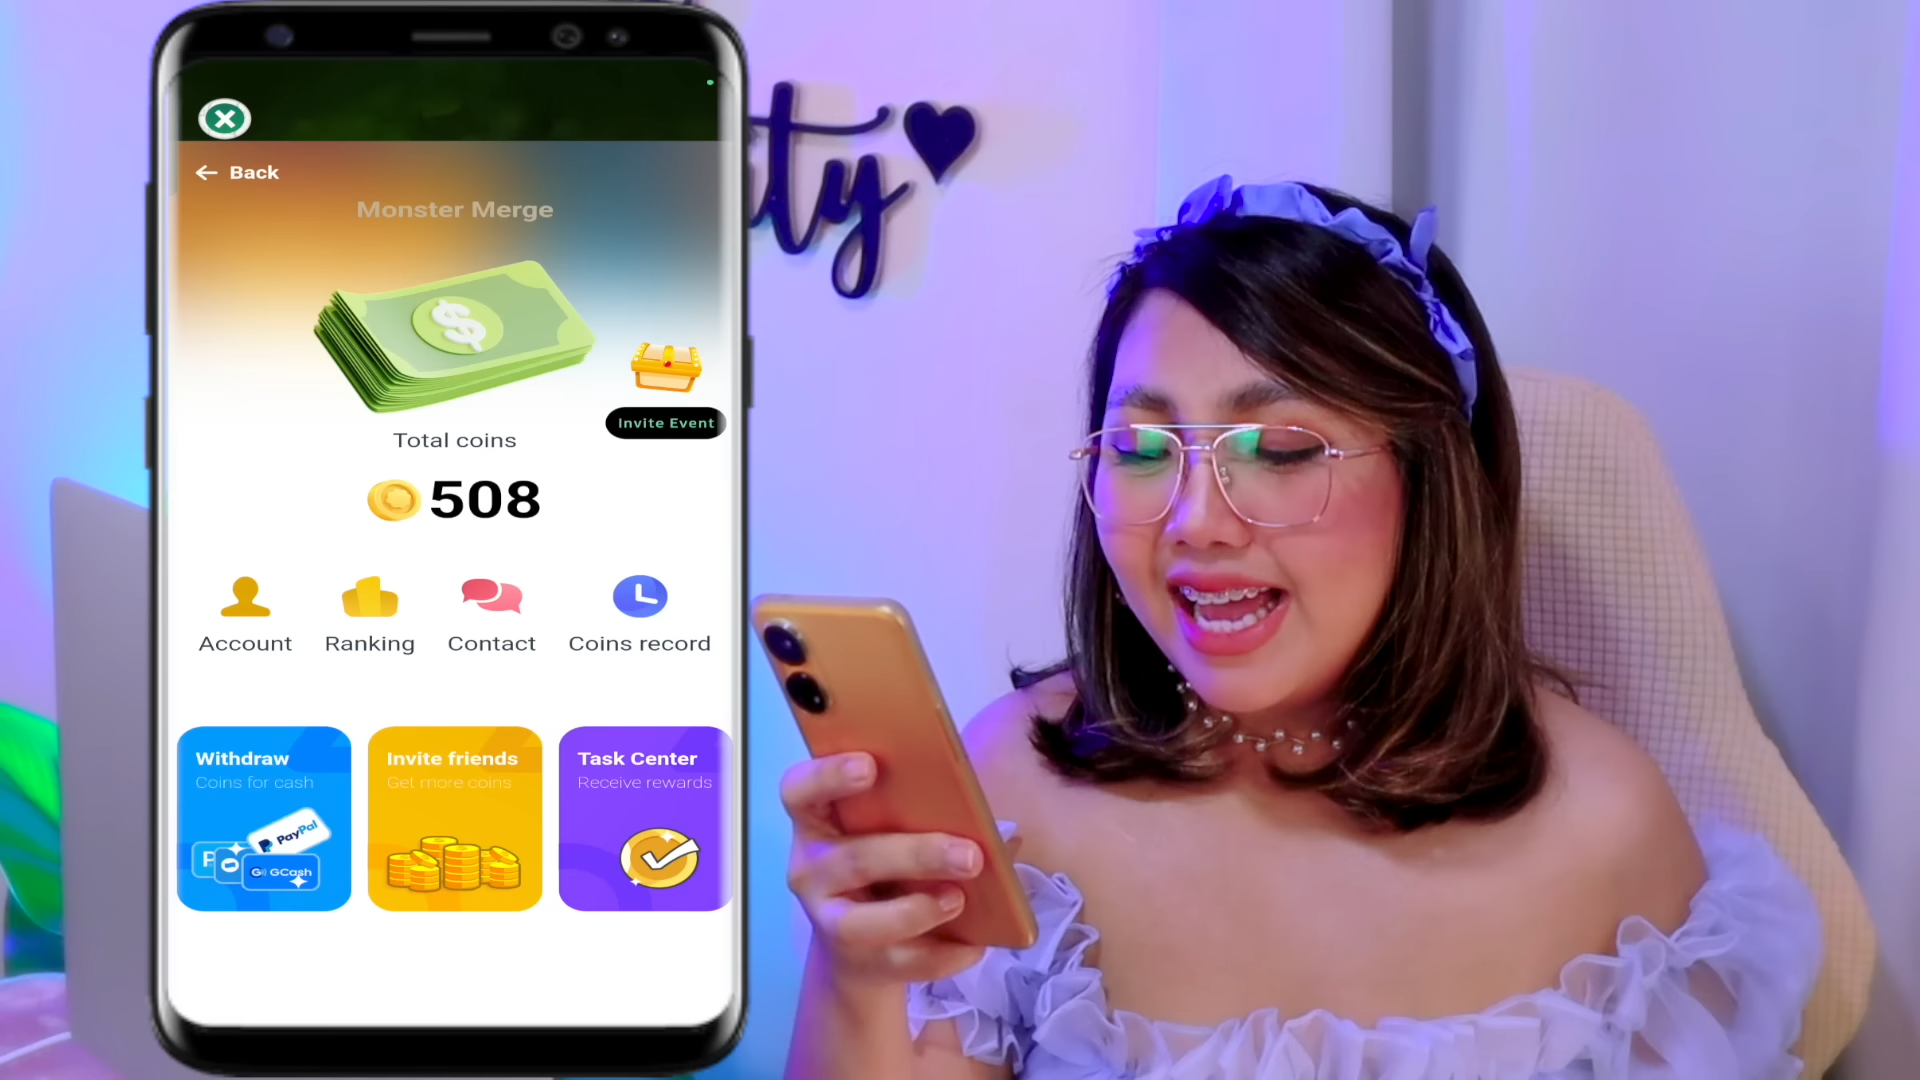 Back
Monster Merge
Invite Event
Total coins
508
Account Ranking Contact Coins record
Withdraw Invite friends Task Center
Coins for cash Get more coins Receive rewards
PayPal
GCash
ty